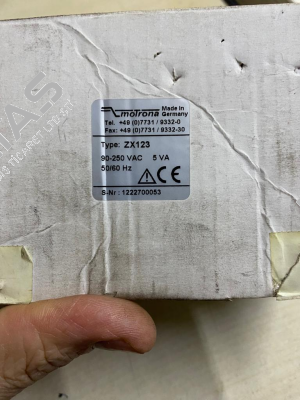 motrona Made in
Germany
Tel. +49 (0)7731 / 9332-0
Fax: +49 (0)7731 / 9332-30
Type: ZX123
90-250 VAC 5 VA
50/60 Hz
CE
S-Nr : 1222700053